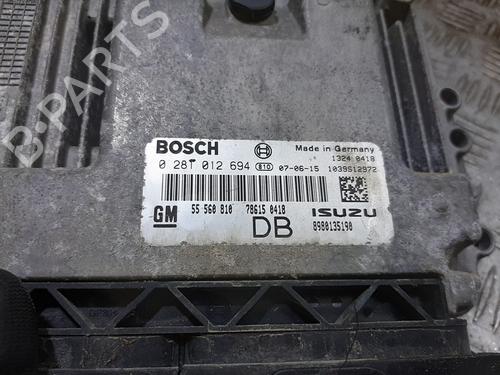 B-PARTS
BOSCH
Made in Germany
0 281 012 694 810 07-06-15
1324 0418
1039S12972
GM 55 560 810 78615 0418 ISUZU
DB 8980135190